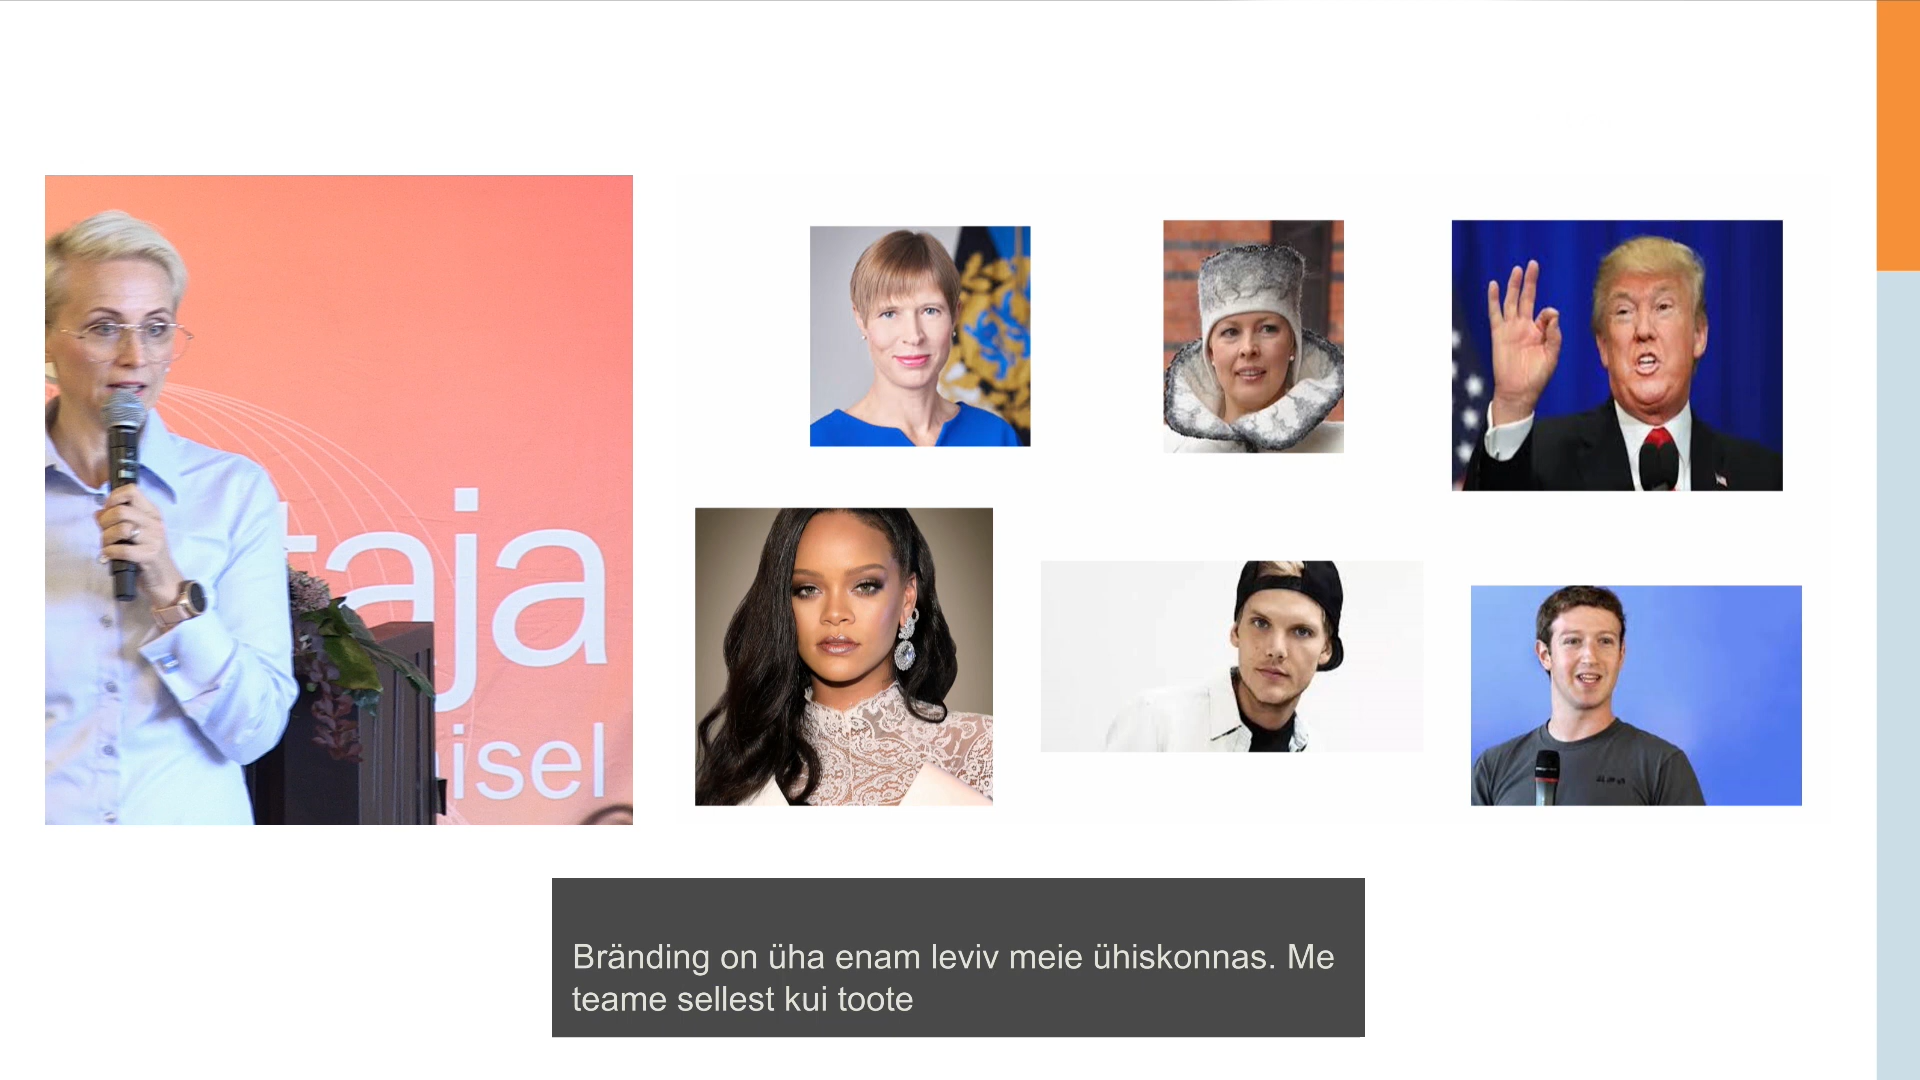 taja
isel
Bränding on üha enam leviv meie ühiskonnas. Me
teame sellest kui toote